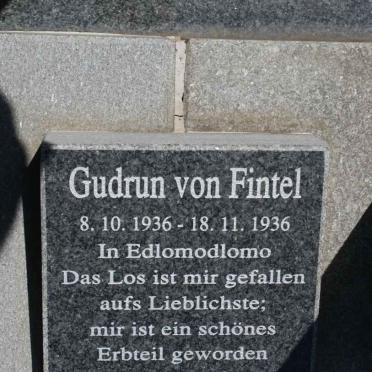 Gudrun von Fintel
8. 10. 1936 - 18. 11. 1936
In Edlomodlomo
Das Los ist mir gefallen
aufs Lieblichste;
mir ist ein schönes
Erbteil geworden